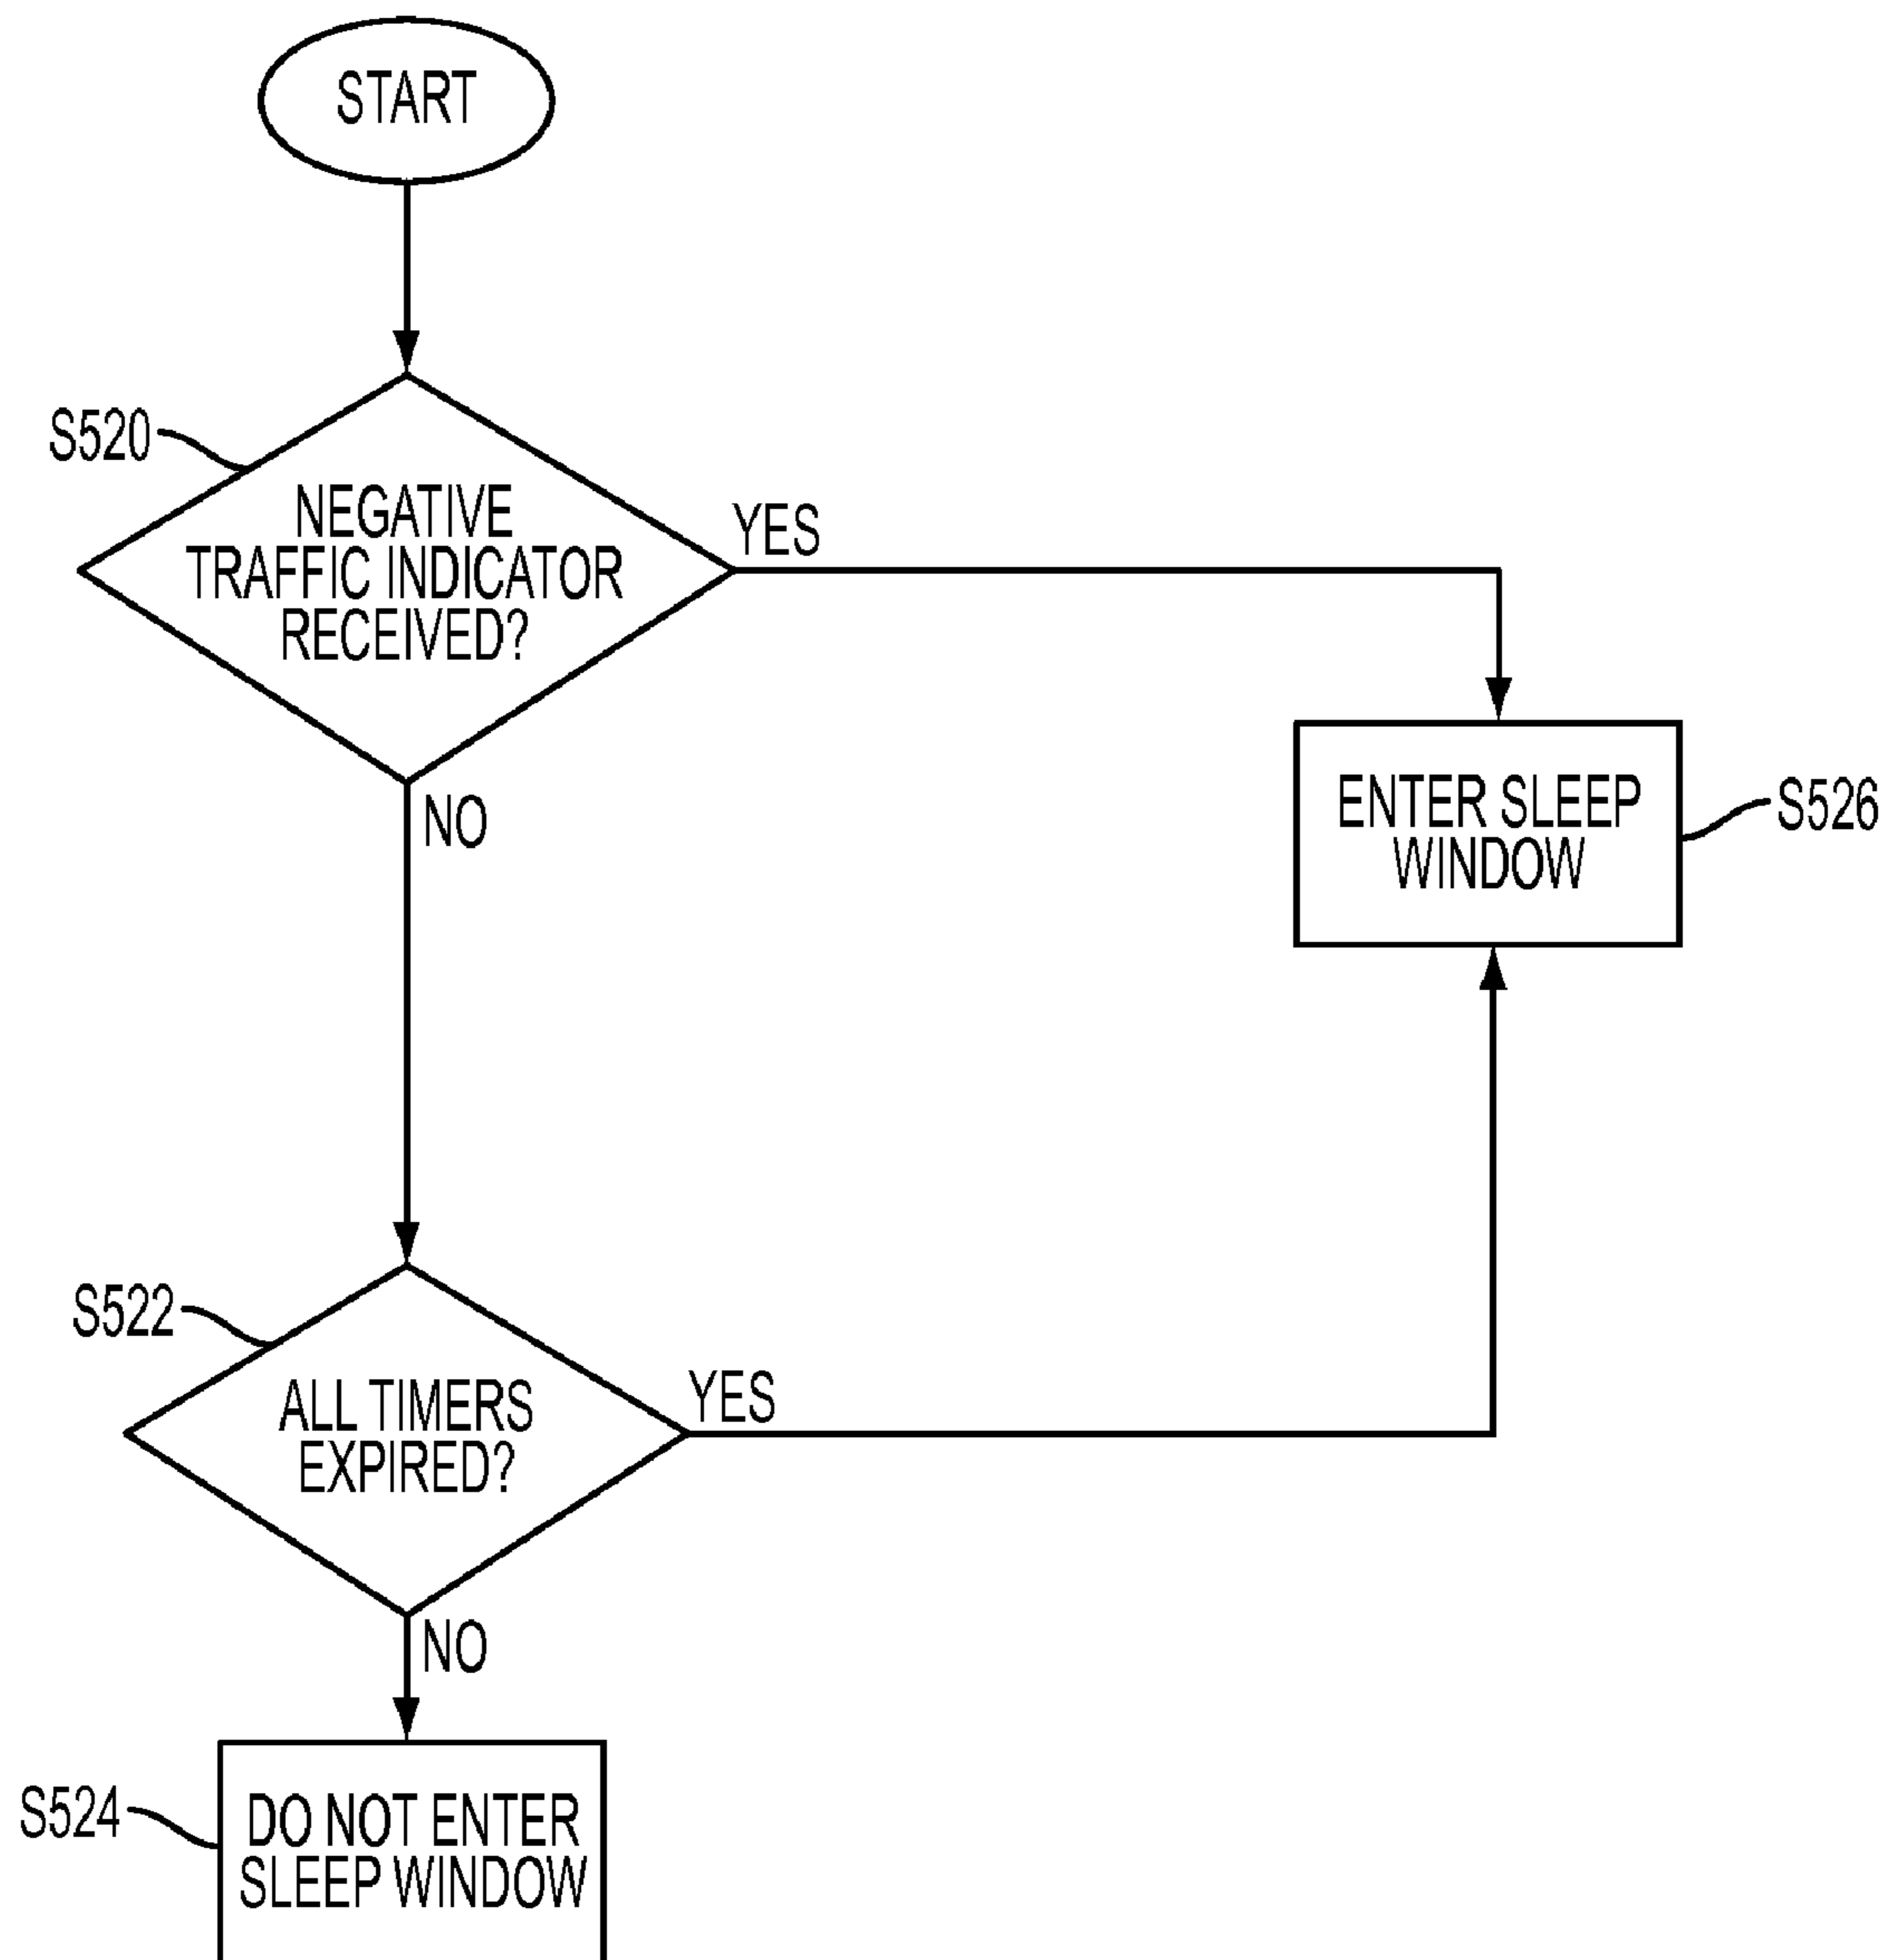 START
S520
NEGATIVE
TRAFFIC INDICATOR
RECEIVED?
YES
NO
ENTER SLEEP
WINDOW
S526
S522
ALL TIMERS
EXPIRED?
YES
NO
S524
DO NOT ENTER
SLEEP WINDOW